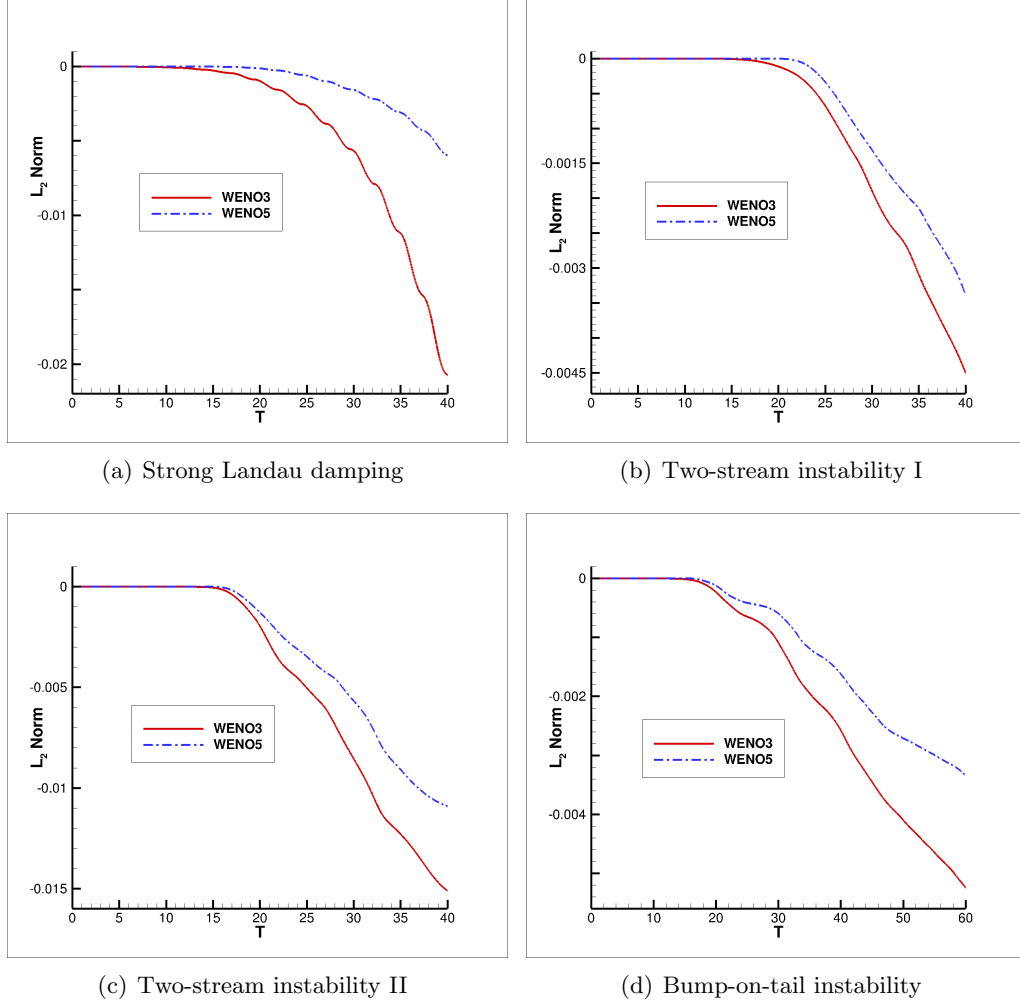 0
-0.01
-0.02
L2 Norm
WENO3
WENO5
0 5 10 15 20 25 30 35 40
T
(a) Strong Landau damping
0
-0.0015
-0.003
-0.0045
L2 Norm
WENO3
WENO5
0 5 10 15 20 25 30 35 40
T
(b) Two-stream instability I
0
-0.005
-0.01
-0.015
L2 Norm
WENO3
WENO5
0 5 10 15 20 25 30 35 40
T
(c) Two-stream instability II
0
-0.002
-0.004
L2 Norm
WENO3
WENO5
0 10 20 30 40 50 60
T
(d) Bump-on-tail instability